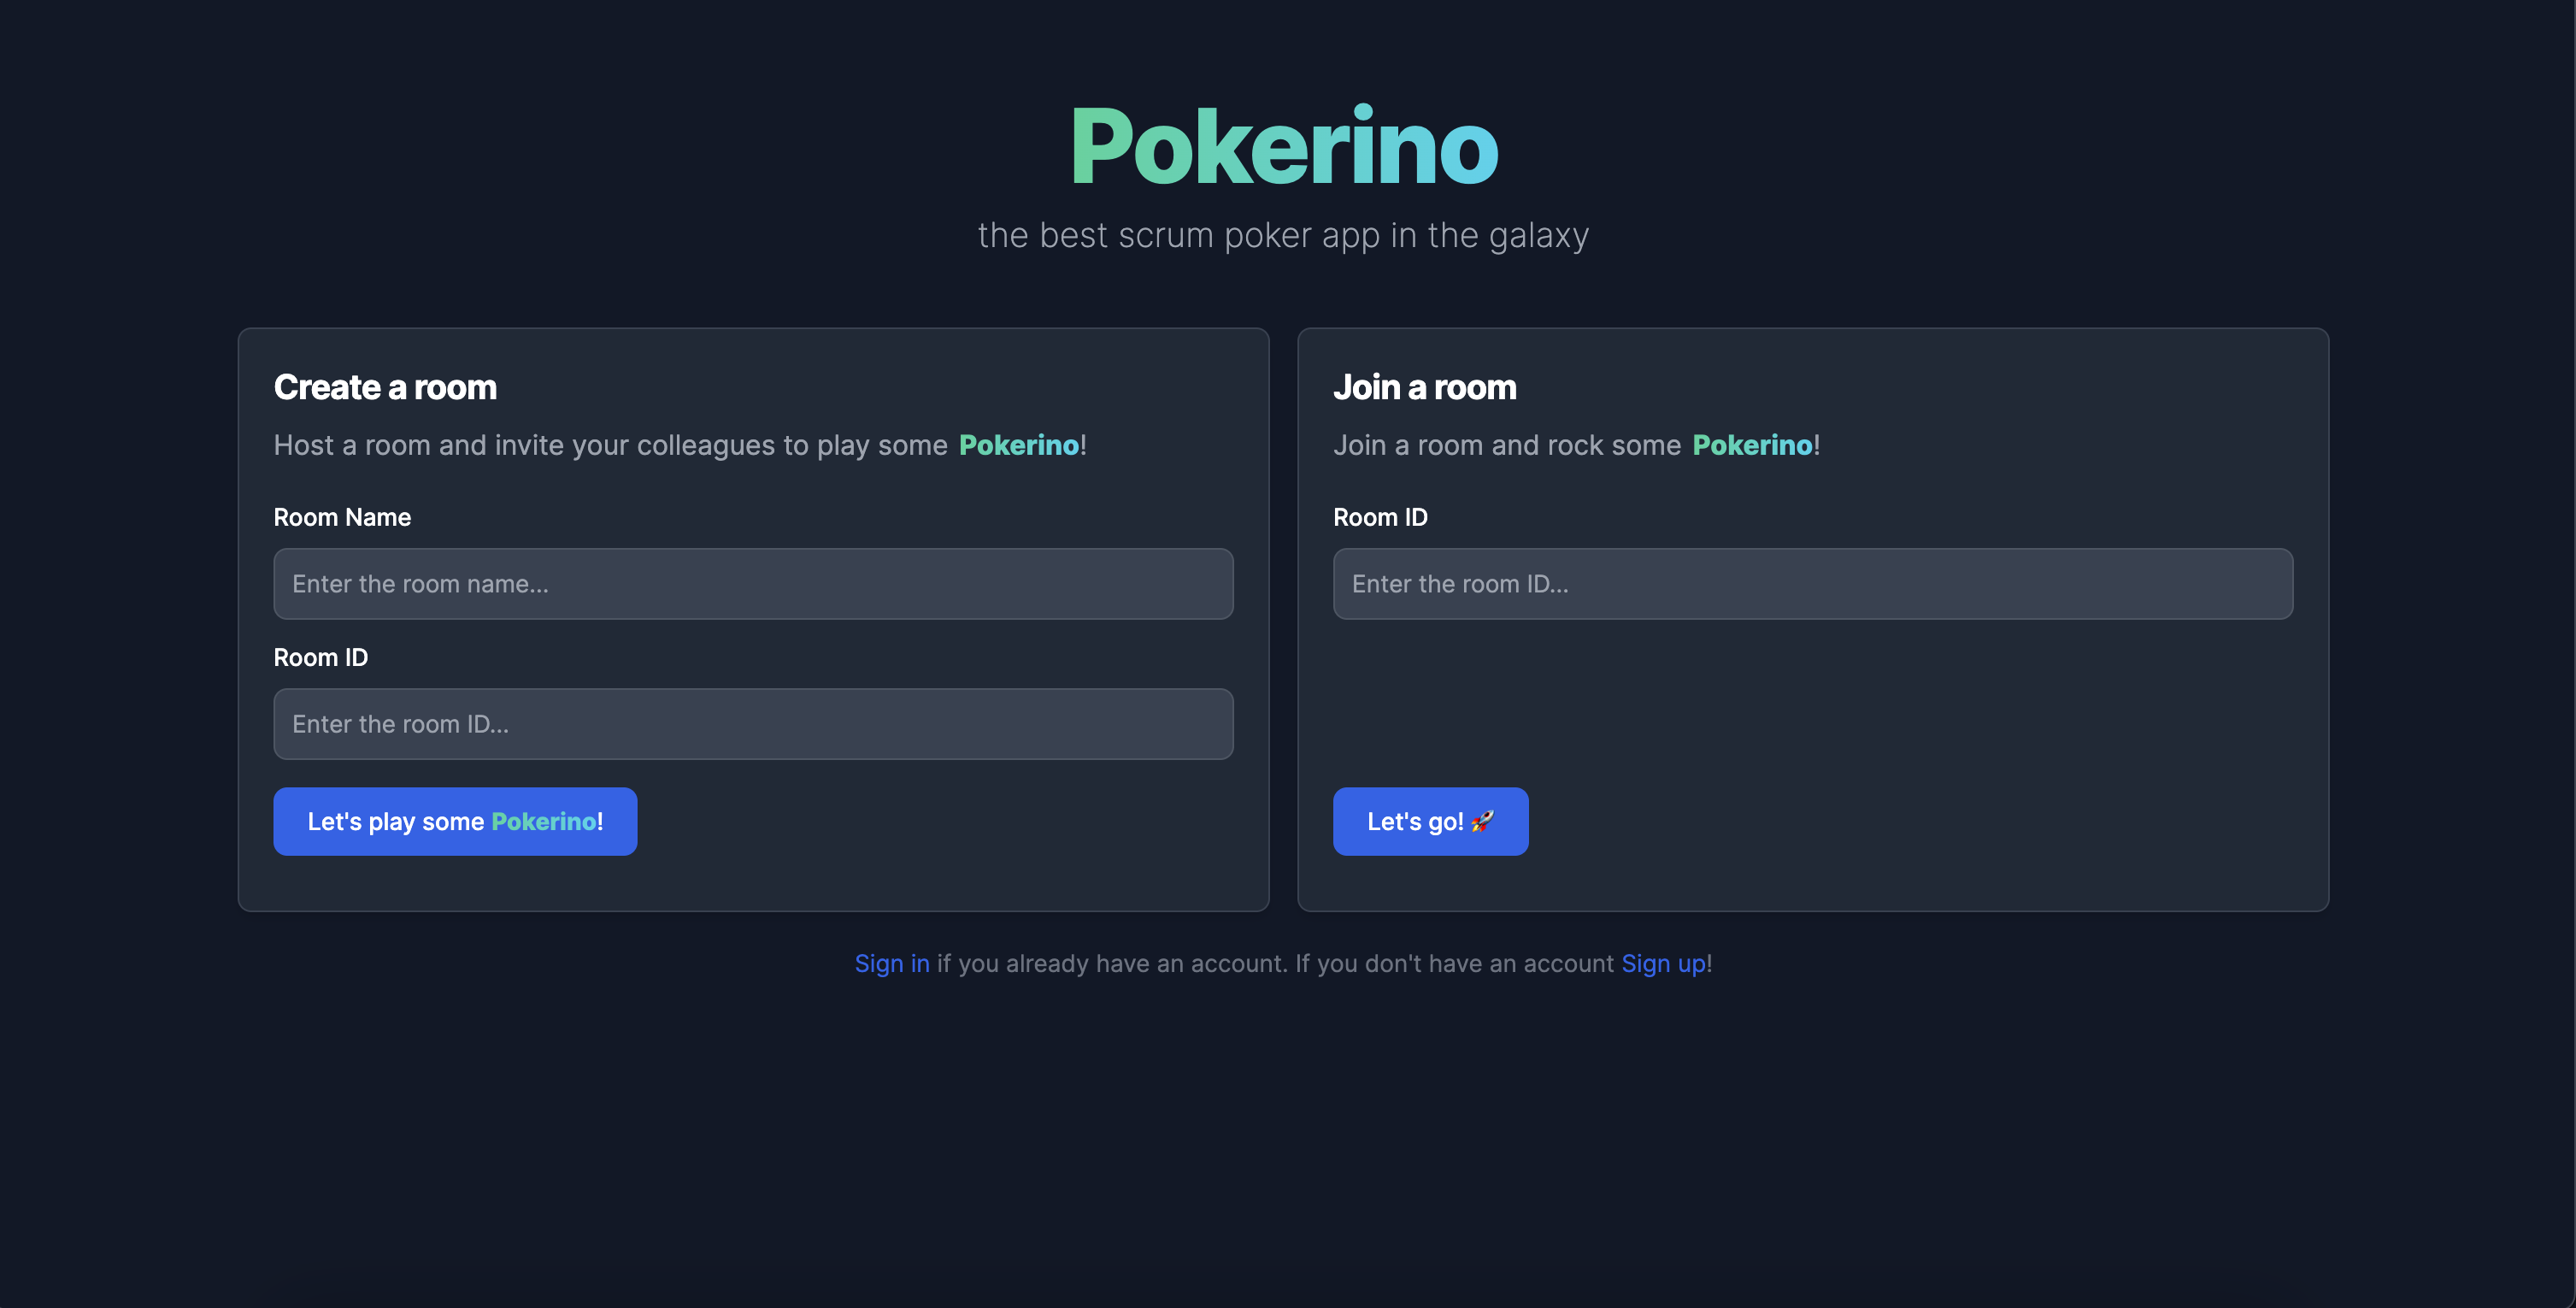 Pokerino
the best scrum poker app in the galaxy
Create a room
Host a room and invite your colleagues to play some Pokerino!
Room Name
Enter the room name...
Room ID
Enter the room ID...
Let's play some Pokerino!
Join a room
Join a room and rock some Pokerino!
Room ID
Enter the room ID...
Let's go! 🚀
Sign in if you already have an account. If you don't have an account Sign up!